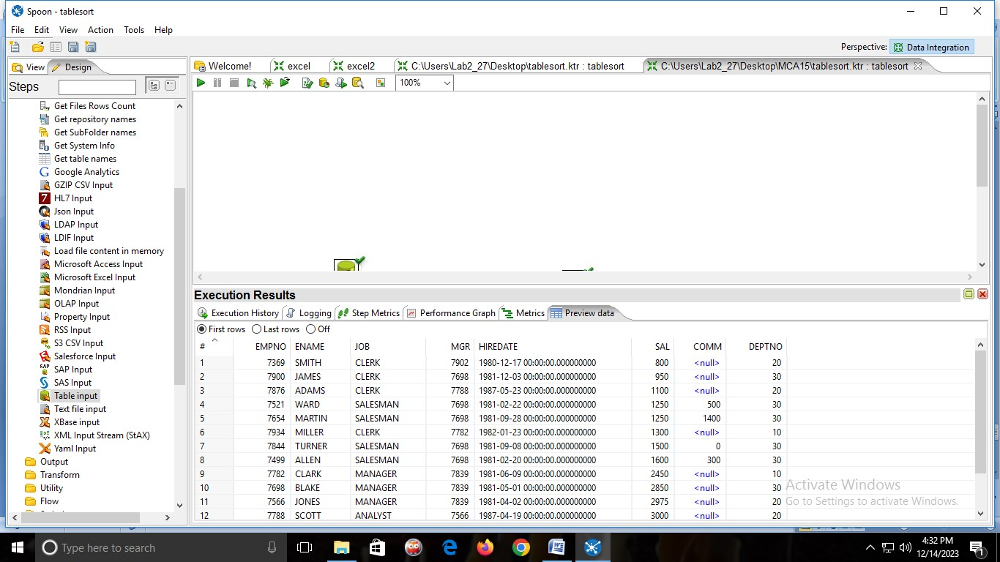 Spoon - tablesort
File Edit View Action Tools Help
Perspective: Data Integration
View Design
Welcome! excel excel2 C:\Users\Lab2_27\Desktop\tablesort.ktr : tablesort C:\Users\Lab2_27\Desktop\MCA15\tablesort.ktr : tablesort
Steps
100%
Get Files Rows Count
Get repository names
Get SubFolder names
Get System Info
Get table names
Google Analytics
GZIP CSV Input
HL7 Input
Json Input
LDAP Input
LDIF Input
Load file content in memory
Microsoft Access Input
Microsoft Excel Input
Mondrian Input
OLAP Input
Property Input
RSS Input
S3 CSV Input
Salesforce Input
SAP Input
SAS Input
Table input
Text file input
XBase input
XML Input Stream (StAX)
Yaml Input
Output
Transform
Utility
Flow
Execution Results
Execution History Logging Step Metrics Performance Graph Metrics Preview data
First rows Last rows Off
# EMPNO ENAME JOB MGR HIREDATE SAL COMM DEPTNO
1 7369 SMITH CLERK 7902 1980-12-17 00:00:00.000000000 800 <null> 20
2 7900 JAMES CLERK 7698 1981-12-03 00:00:00.000000000 950 <null> 30
3 7876 ADAMS CLERK 7788 1987-05-23 00:00:00.000000000 1100 <null> 20
4 7521 WARD SALESMAN 7698 1981-02-22 00:00:00.000000000 1250 500 30
5 7654 MARTIN SALESMAN 7698 1981-09-28 00:00:00.000000000 1250 1400 30
6 7934 MILLER CLERK 7782 1982-01-23 00:00:00.000000000 1300 <null> 10
7 7844 TURNER SALESMAN 7698 1981-09-08 00:00:00.000000000 1500 0 30
8 7499 ALLEN SALESMAN 7698 1981-02-20 00:00:00.000000000 1600 300 30
9 7782 CLARK MANAGER 7839 1981-06-09 00:00:00.000000000 2450 <null> 10
10 7698 BLAKE MANAGER 7839 1981-05-01 00:00:00.000000000 2850 <null> 30
11 7566 JONES MANAGER 7839 1981-04-02 00:00:00.000000000 2975 <null> 20
12 7788 SCOTT ANALYST 7566 1987-04-19 00:00:00.000000000 3000 <null> 20
Activate Windows
Go to Settings to activate Windows.
Type here to search
4:32 PM
12/14/2023
1